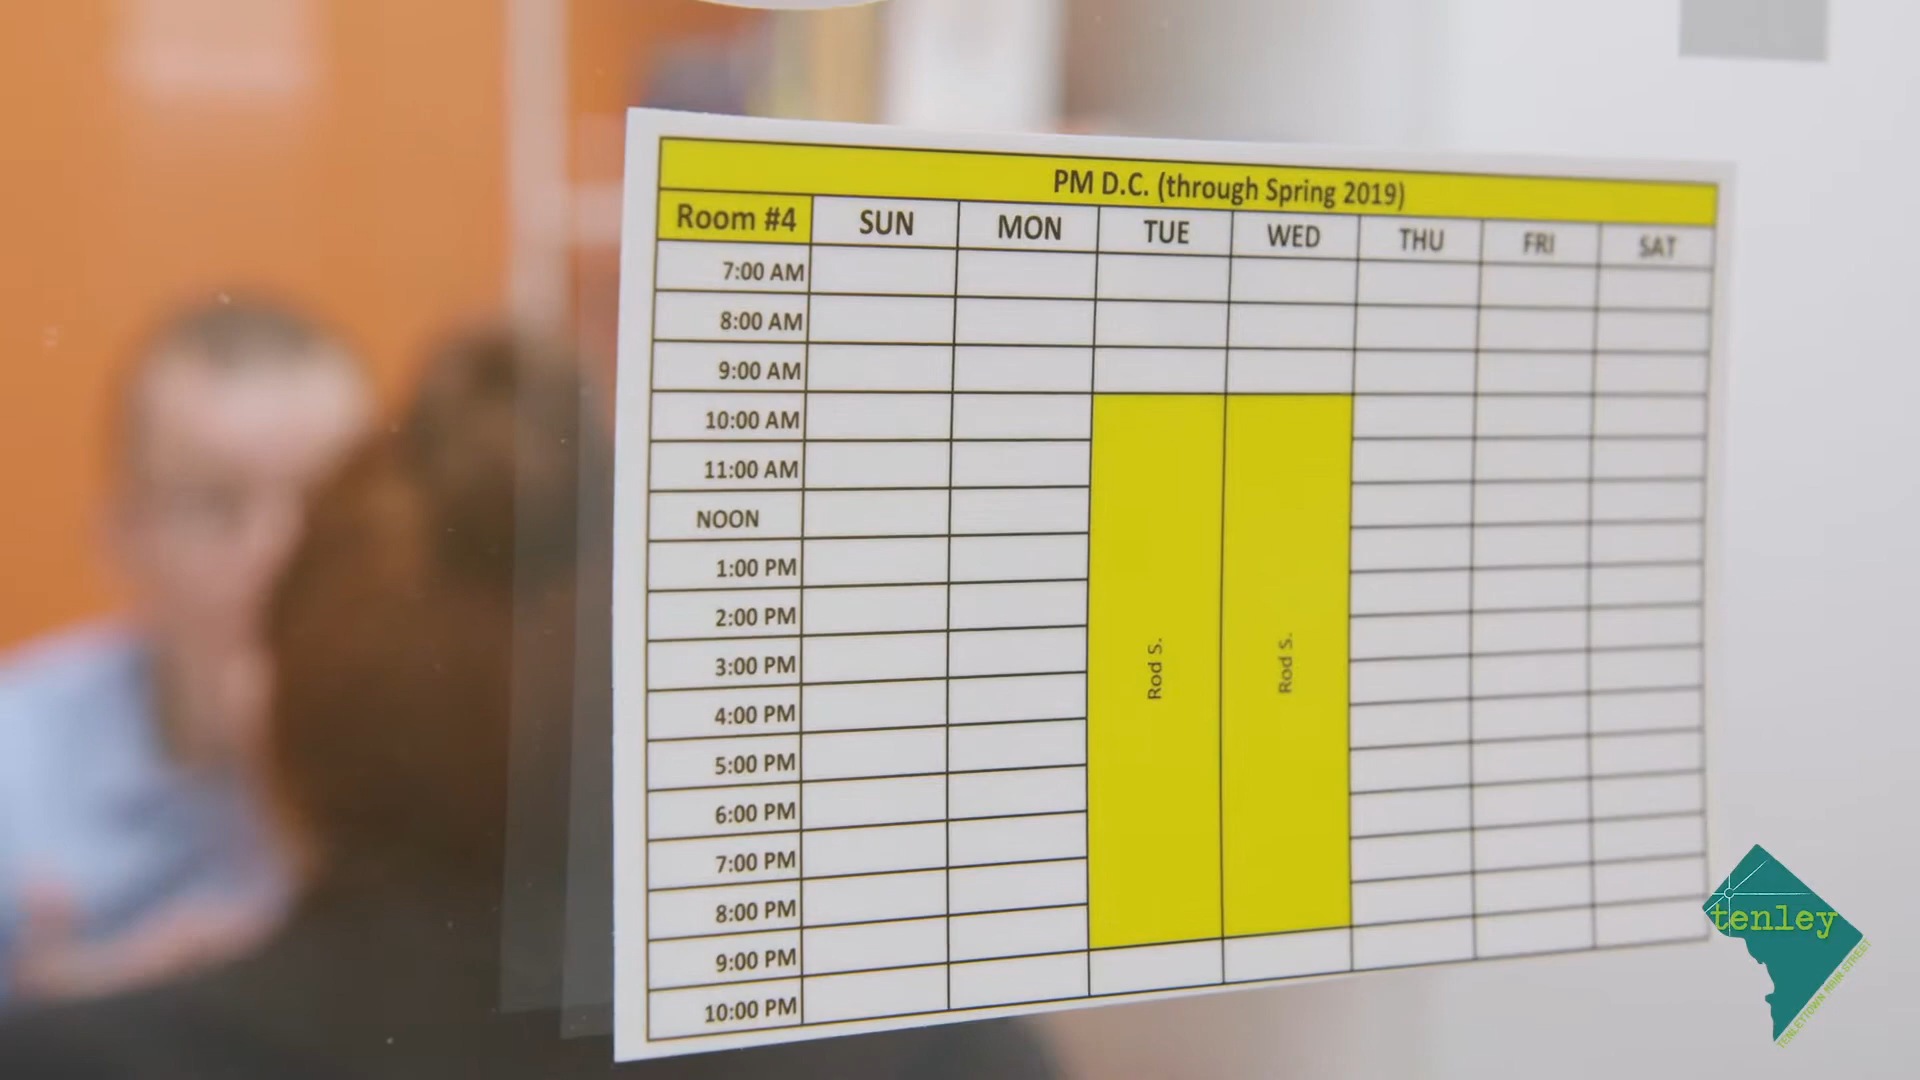 PM D.C. (through Spring 2019)
Room #4 SUN MON TUE WED THU FRI SAT
7:00 AM
8:00 AM
9:00 AM
10:00 AM
11:00 AM
NOON
1:00 PM
2:00 PM
3:00 PM
Rod S. Rod S.
4:00 PM
5:00 PM
6:00 PM
7:00 PM
8:00 PM
9:00 PM
10:00 PM
tenley
TENLEYTOWN MAIN STREET